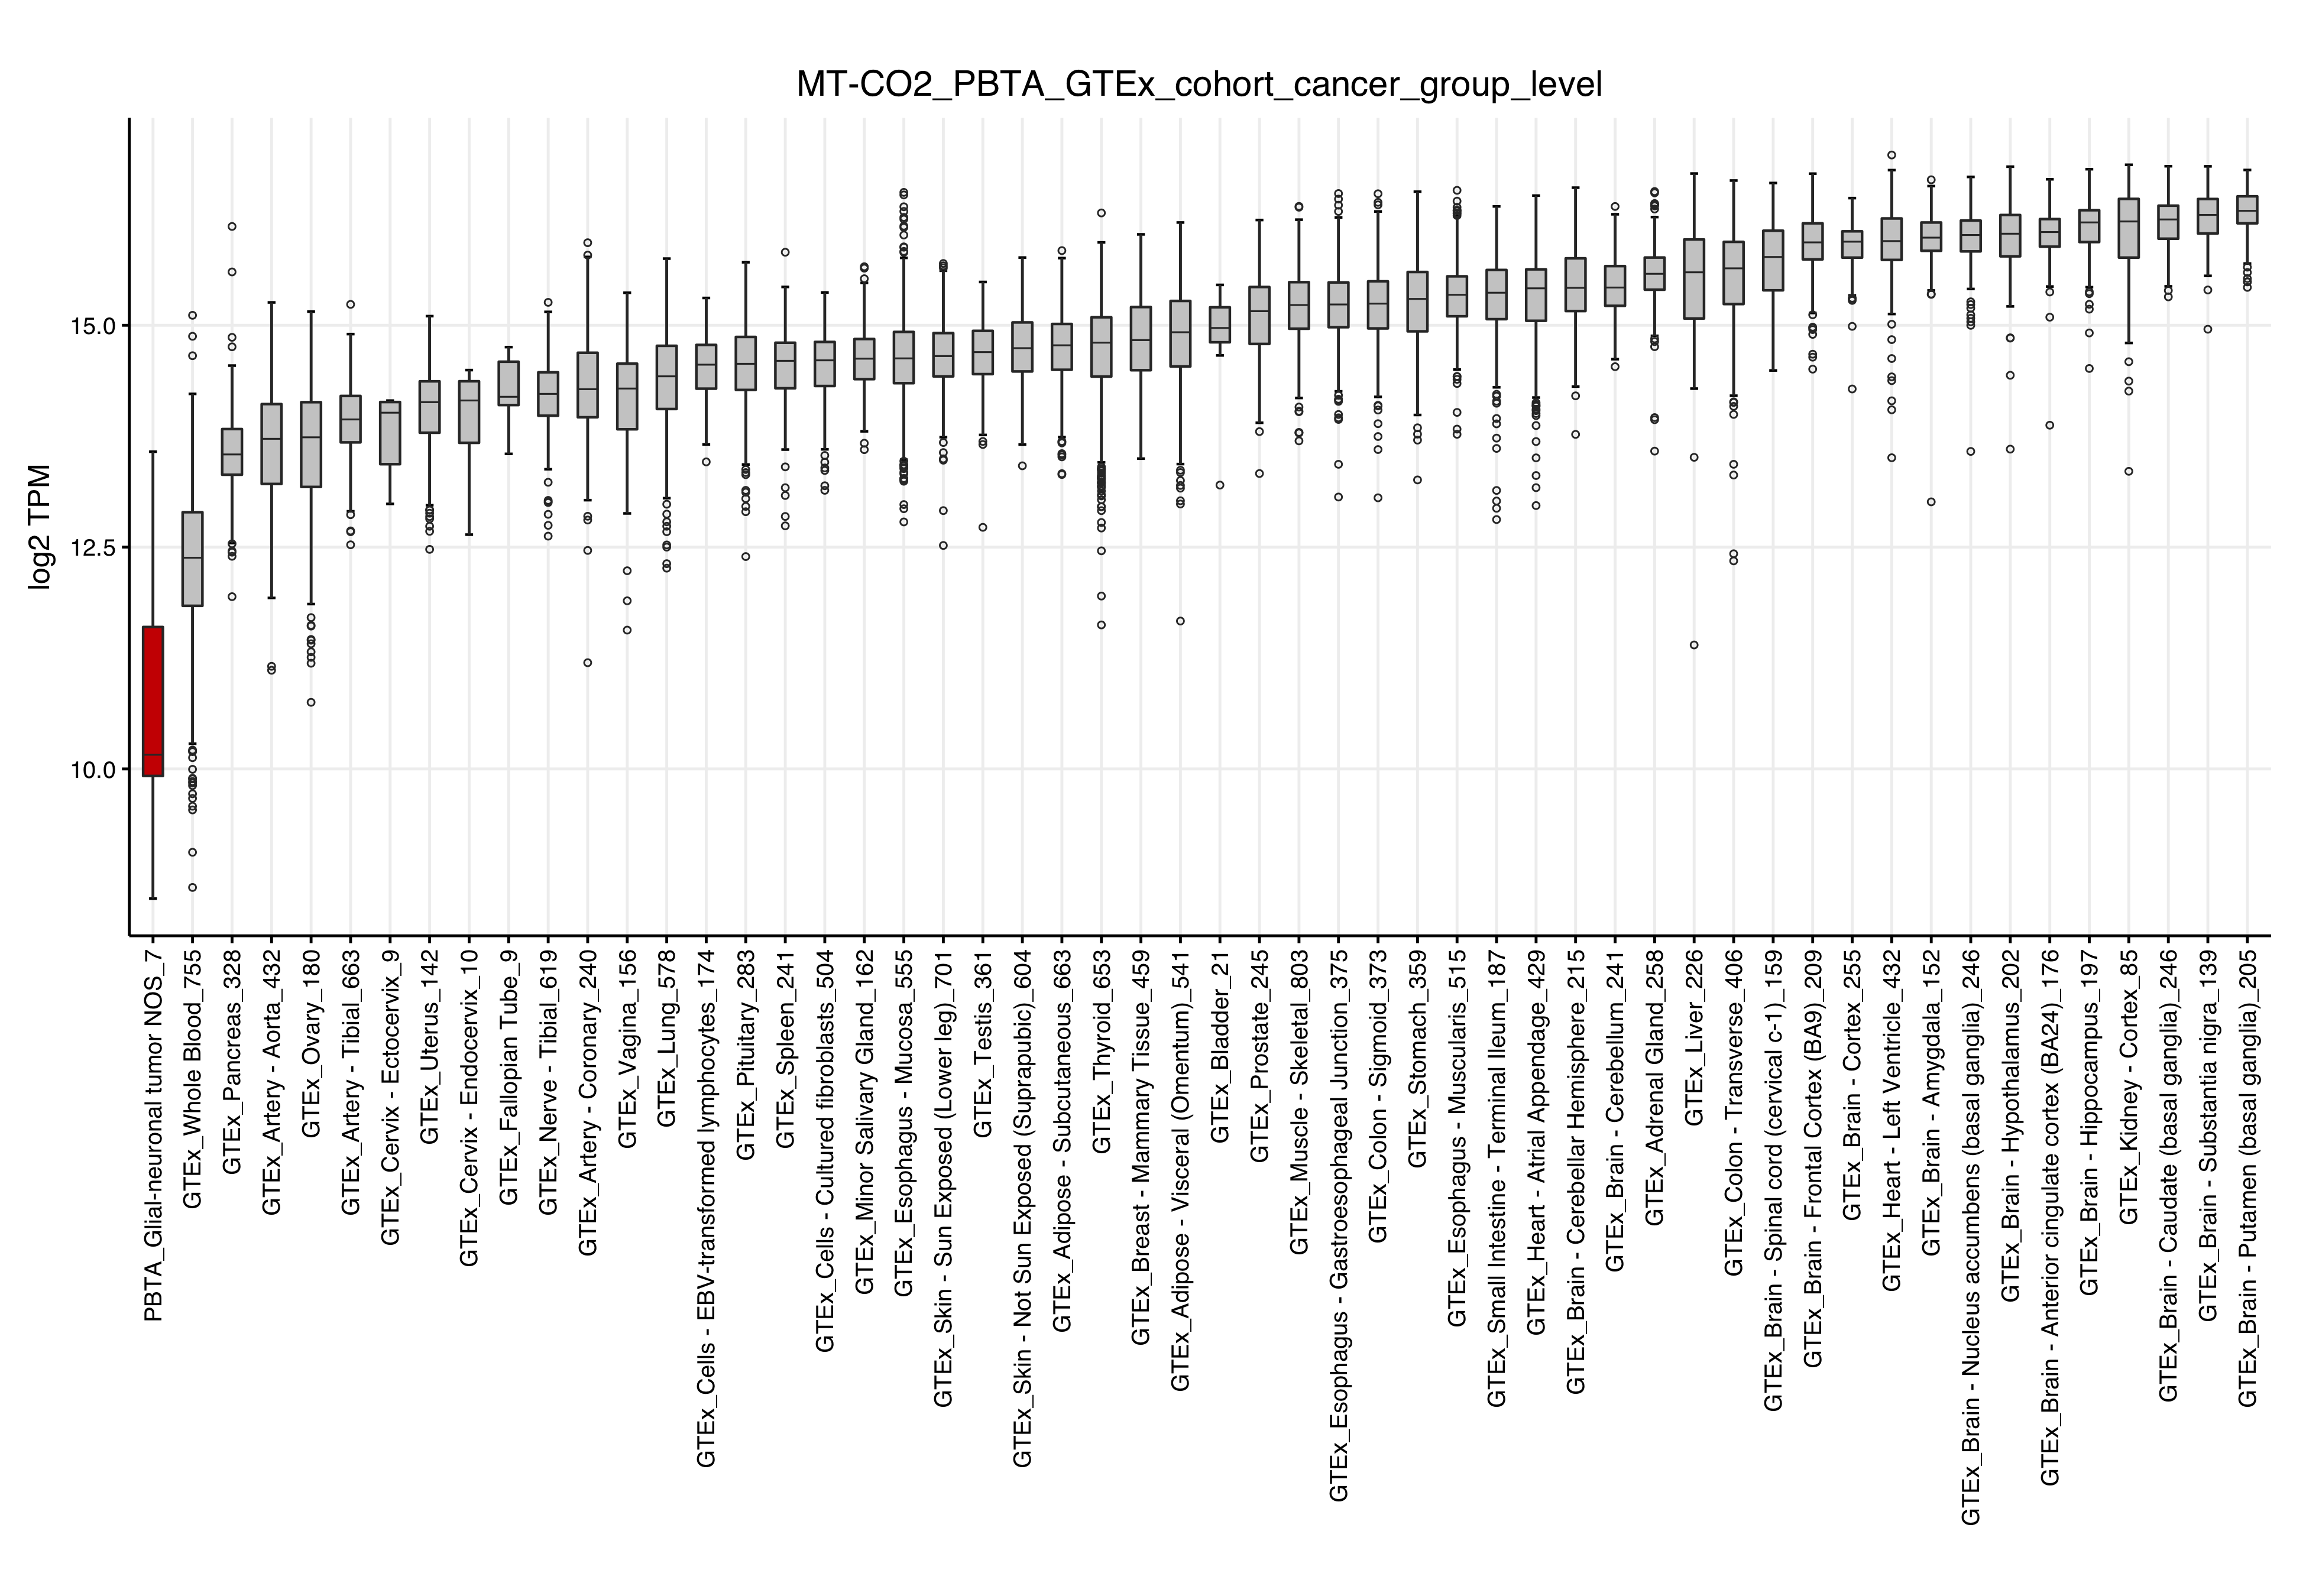 MT-CO2_PBTA_GTEx_cohort_cancer_group_level
log2 TPM
15.0
12.5
10.0
PBTA_Glial-neuronal tumor NOS_7
GTEx_Whole Blood_755
GTEx_Pancreas_328
GTEx_Artery - Aorta_432
GTEx_Ovary_180
GTEx_Artery - Tibial_663
GTEx_Cervix - Ectocervix_9
GTEx_Uterus_142
GTEx_Cervix - Endocervix_10
GTEx_Fallopian Tube_9
GTEx_Nerve - Tibial_619
GTEx_Artery - Coronary_240
GTEx_Vagina_156
GTEx_Lung_578
GTEx_Cells - EBV-transformed lymphocytes_174
GTEx_Pituitary_283
GTEx_Spleen_241
GTEx_Cells - Cultured fibroblasts_504
GTEx_Minor Salivary Gland_162
GTEx_Esophagus - Mucosa_555
GTEx_Skin - Sun Exposed (Lower leg)_701
GTEx_Testis_361
GTEx_Skin - Not Sun Exposed (Suprapubic)_604
GTEx_Adipose - Subcutaneous_663
GTEx_Thyroid_653
GTEx_Breast - Mammary Tissue_459
GTEx_Adipose - Visceral (Omentum)_541
GTEx_Bladder_21
GTEx_Prostate_245
GTEx_Muscle - Skeletal_803
GTEx_Esophagus - Gastroesophageal Junction_375
GTEx_Colon - Sigmoid_373
GTEx_Stomach_359
GTEx_Esophagus - Muscularis_515
GTEx_Small Intestine - Terminal Ileum_187
GTEx_Heart - Atrial Appendage_429
GTEx_Brain - Cerebellar Hemisphere_215
GTEx_Brain - Cerebellum_241
GTEx_Adrenal Gland_258
GTEx_Liver_226
GTEx_Colon - Transverse_406
GTEx_Brain - Spinal cord (cervical c-1)_159
GTEx_Brain - Frontal Cortex (BA9)_209
GTEx_Brain - Cortex_255
GTEx_Heart - Left Ventricle_432
GTEx_Brain - Amygdala_152
GTEx_Brain - Nucleus accumbens (basal ganglia)_246
GTEx_Brain - Hypothalamus_202
GTEx_Brain - Anterior cingulate cortex (BA24)_176
GTEx_Brain - Hippocampus_197
GTEx_Kidney - Cortex_85
GTEx_Brain - Caudate (basal ganglia)_246
GTEx_Brain - Substantia nigra_139
GTEx_Brain - Putamen (basal ganglia)_205